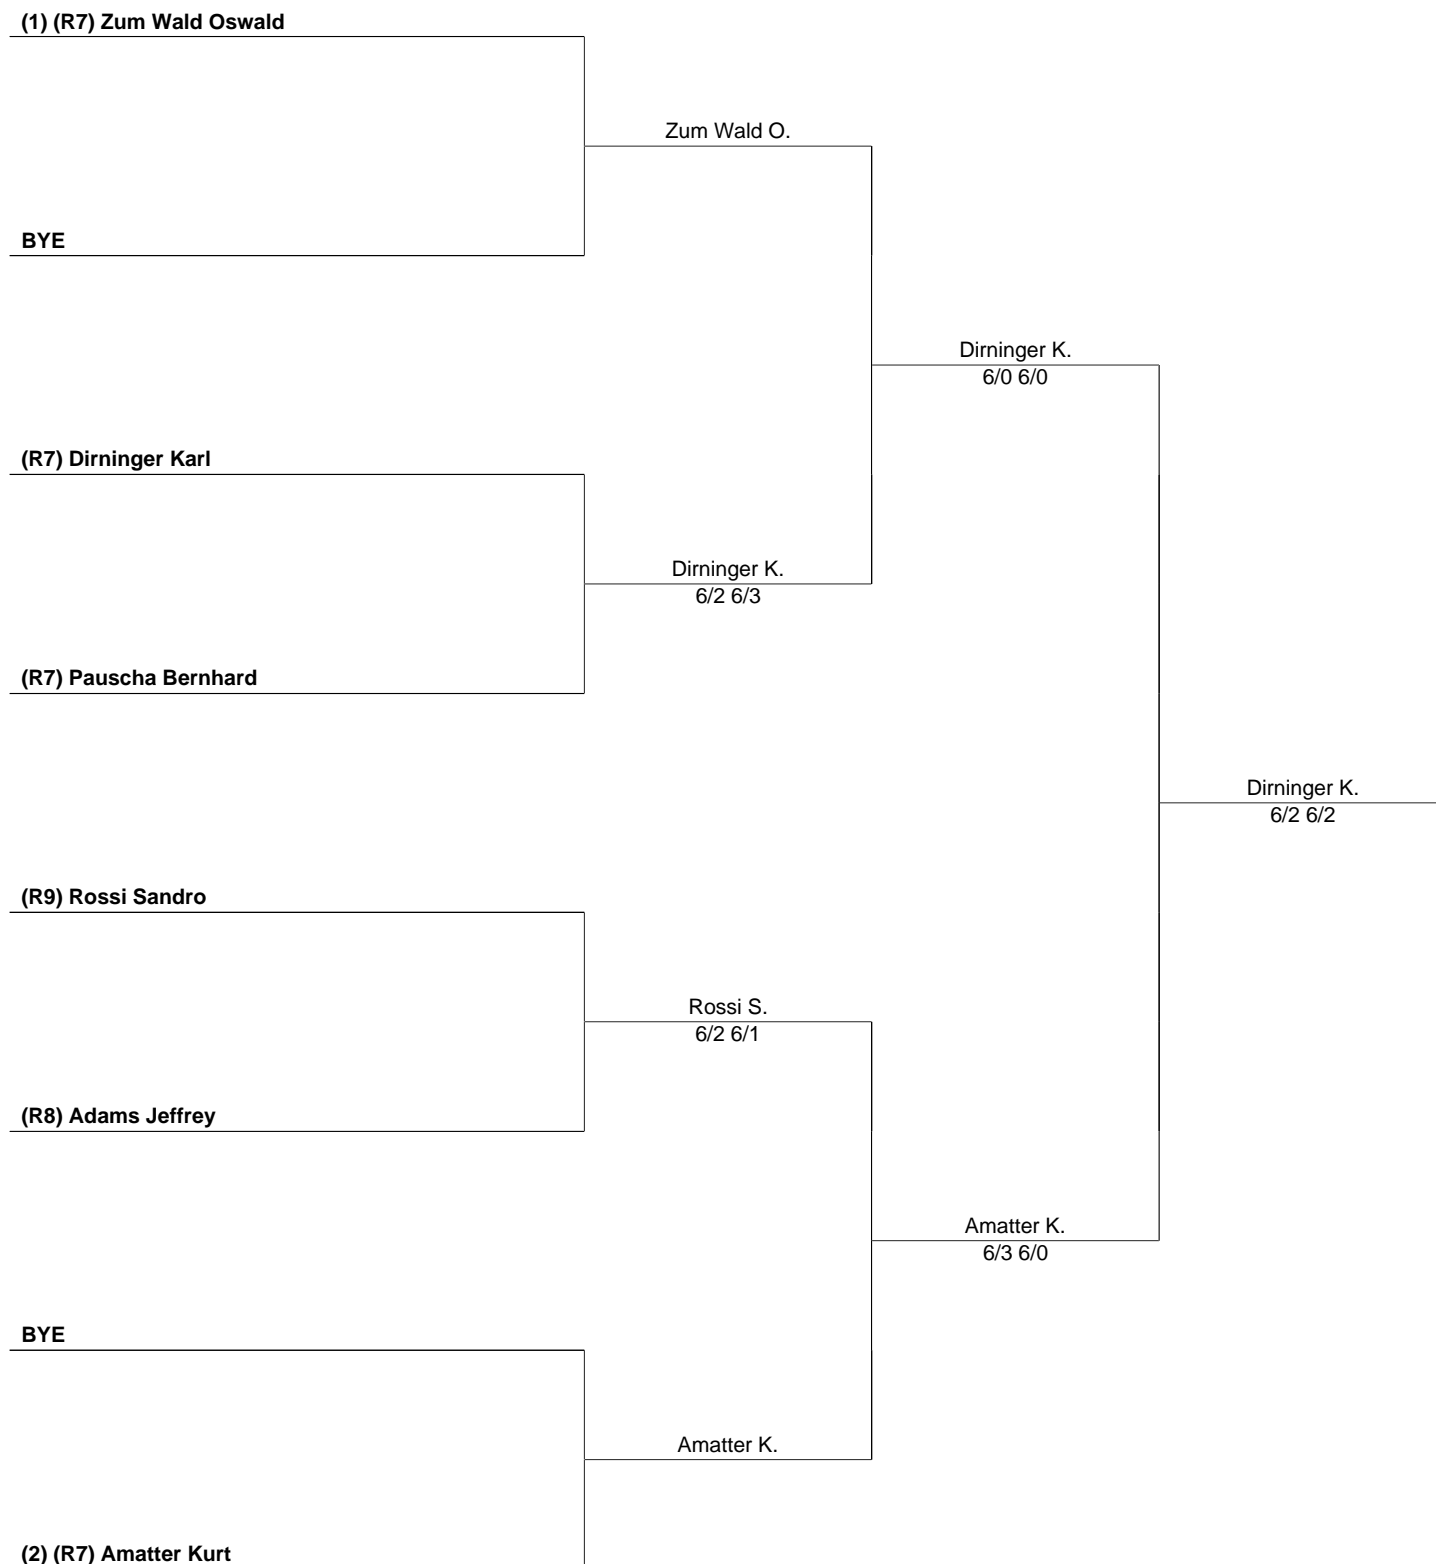 (1) (R7) Zum Wald Oswald
Zum Wald O.
BYE
Dirninger K.
6/0 6/0
(R7) Dirninger Karl
Dirninger K.
6/2 6/3
(R7) Pauscha Bernhard
Dirninger K.
6/2 6/2
(R9) Rossi Sandro
Rossi S.
6/2 6/1
(R8) Adams Jeffrey
Amatter K.
6/3 6/0
BYE
Amatter K.
(2) (R7) Amatter Kurt